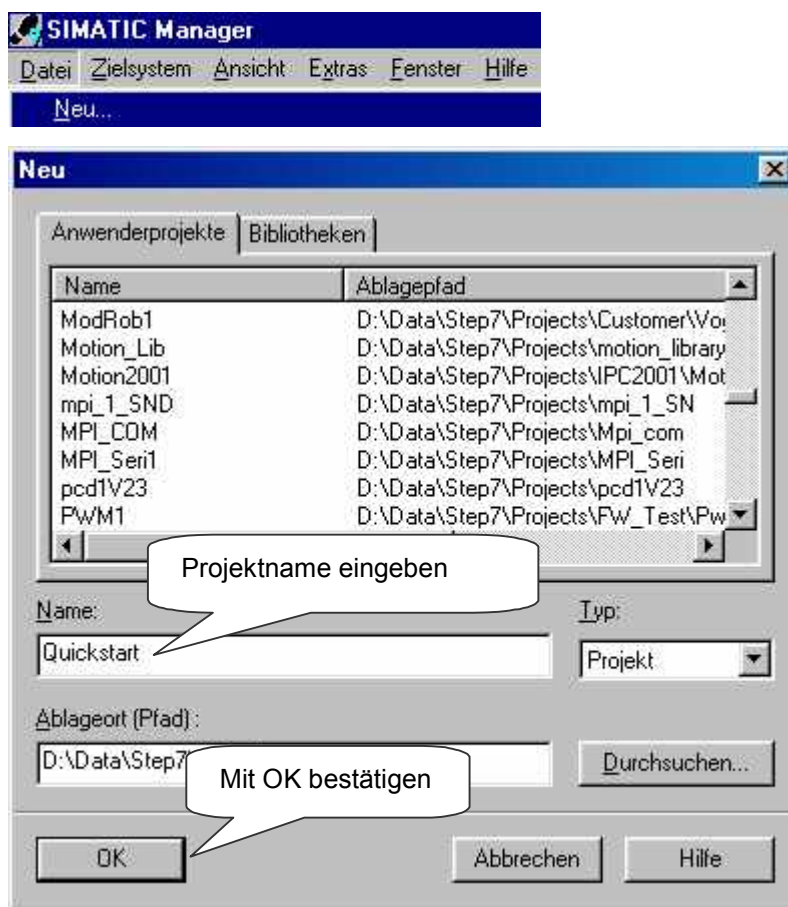 SIMATIC Manager
Datei Zielsystem Ansicht Extras Fenster Hilfe
Neu...
Neu
Anwenderprojekte Bibliotheken
Name Ablagepfad
ModRob1 D:\Data\Step7\Projects\Customer\Vog
Motion_Lib D:\Data\Step7\Projects\motion_library
Motion2001 D:\Data\Step7\Projects\IPC2001\Mot
mpi_1_SND D:\Data\Step7\Projects\mpi_1_SN
MPI_COM D:\Data\Step7\Projects\Mpi_com
MPI_Seri1 D:\Data\Step7\Projects\MPI_Seri
pcd1V23 D:\Data\Step7\Projects\pcd1V23
PWM1 D:\Data\Step7\Projects\FW_Test\Pw
Projektname eingeben
Name: Typ:
Quickstart Projekt
Ablageort (Pfad) :
D:\Data\Step7 Durchsuchen...
Mit OK bestätigen
OK Abbrechen Hilfe